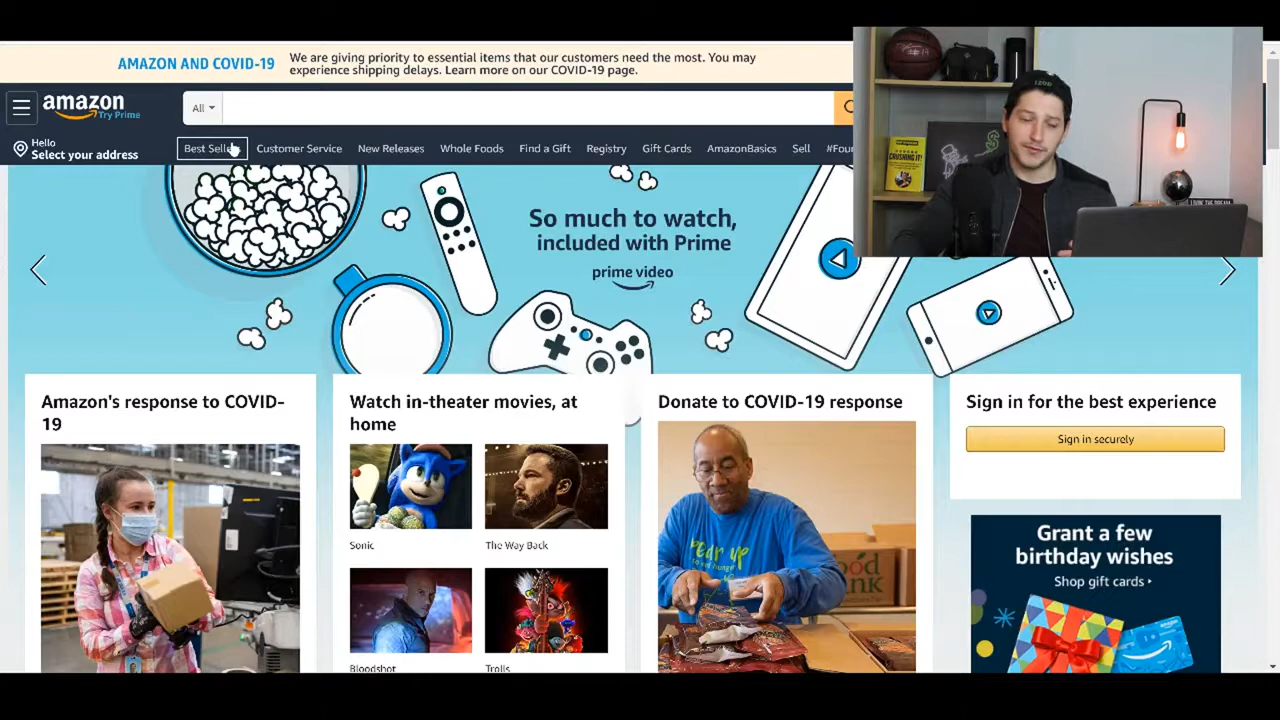 AMAZON AND COVID-19
We are giving priority to essential items that our customers need the most. You may
experience shipping delays. Learn more on our COVID-19 page.
amazon
Try Prime
All
Hello
Select your address
Best Selle
Customer Service
New Releases
Whole Foods
Find a Gift
Registry
Gift Cards
AmazonBasics
Sell
#Four
CRUSHING IT!
So much to watch,
included with Prime
prime video
Amazon's response to COVID-
19
Watch in-theater movies, at
home
Sonic
The Way Back
Bloodshot
Trolls
Donate to COVID-19 response
Sign in for the best experience
Sign in securely
Grant a few
birthday wishes
Shop gift cards